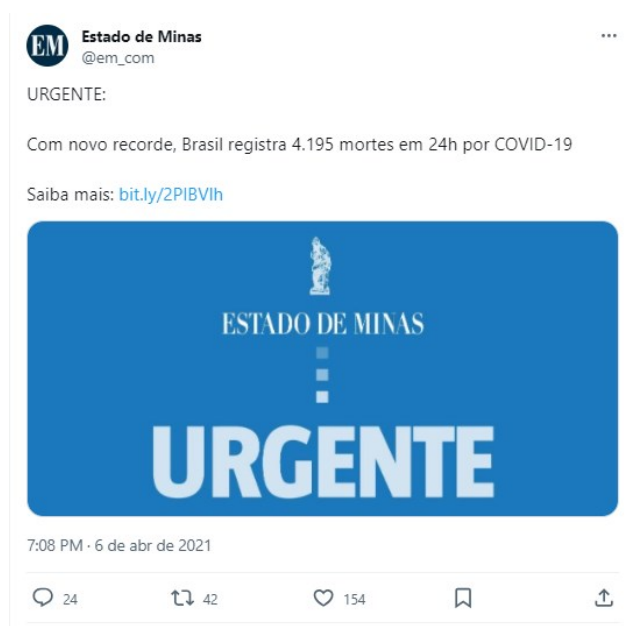 EM
Estado de Minas
@em_com
URGENTE:
Com novo recorde, Brasil registra 4.195 mortes em 24h por COVID-19
Saiba mais: bit.ly/2PIBVlh
ESTADO DE MINAS
URGENTE
7:08 PM · 6 de abr de 2021
24 42 154